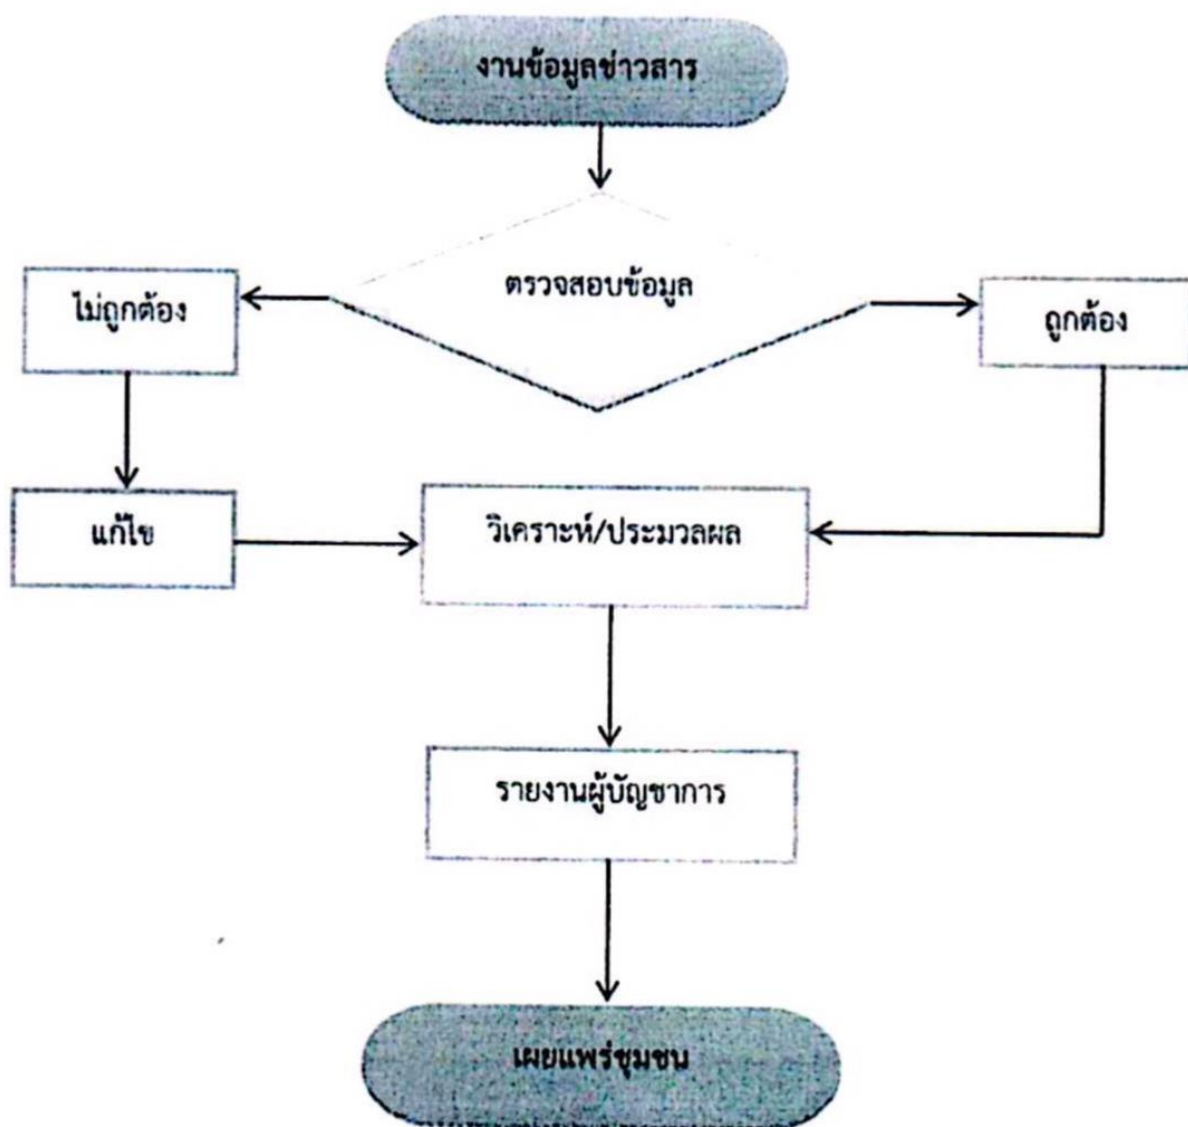 งานข้อมูลข่าวสาร
ตรวจสอบข้อมูล
ไม่ถูกต้อง
ถูกต้อง
แก้ไข
วิเคราะห์/ประมวลผล
รายงานผู้บัญชาการ
เผยแพร่ชุมชน